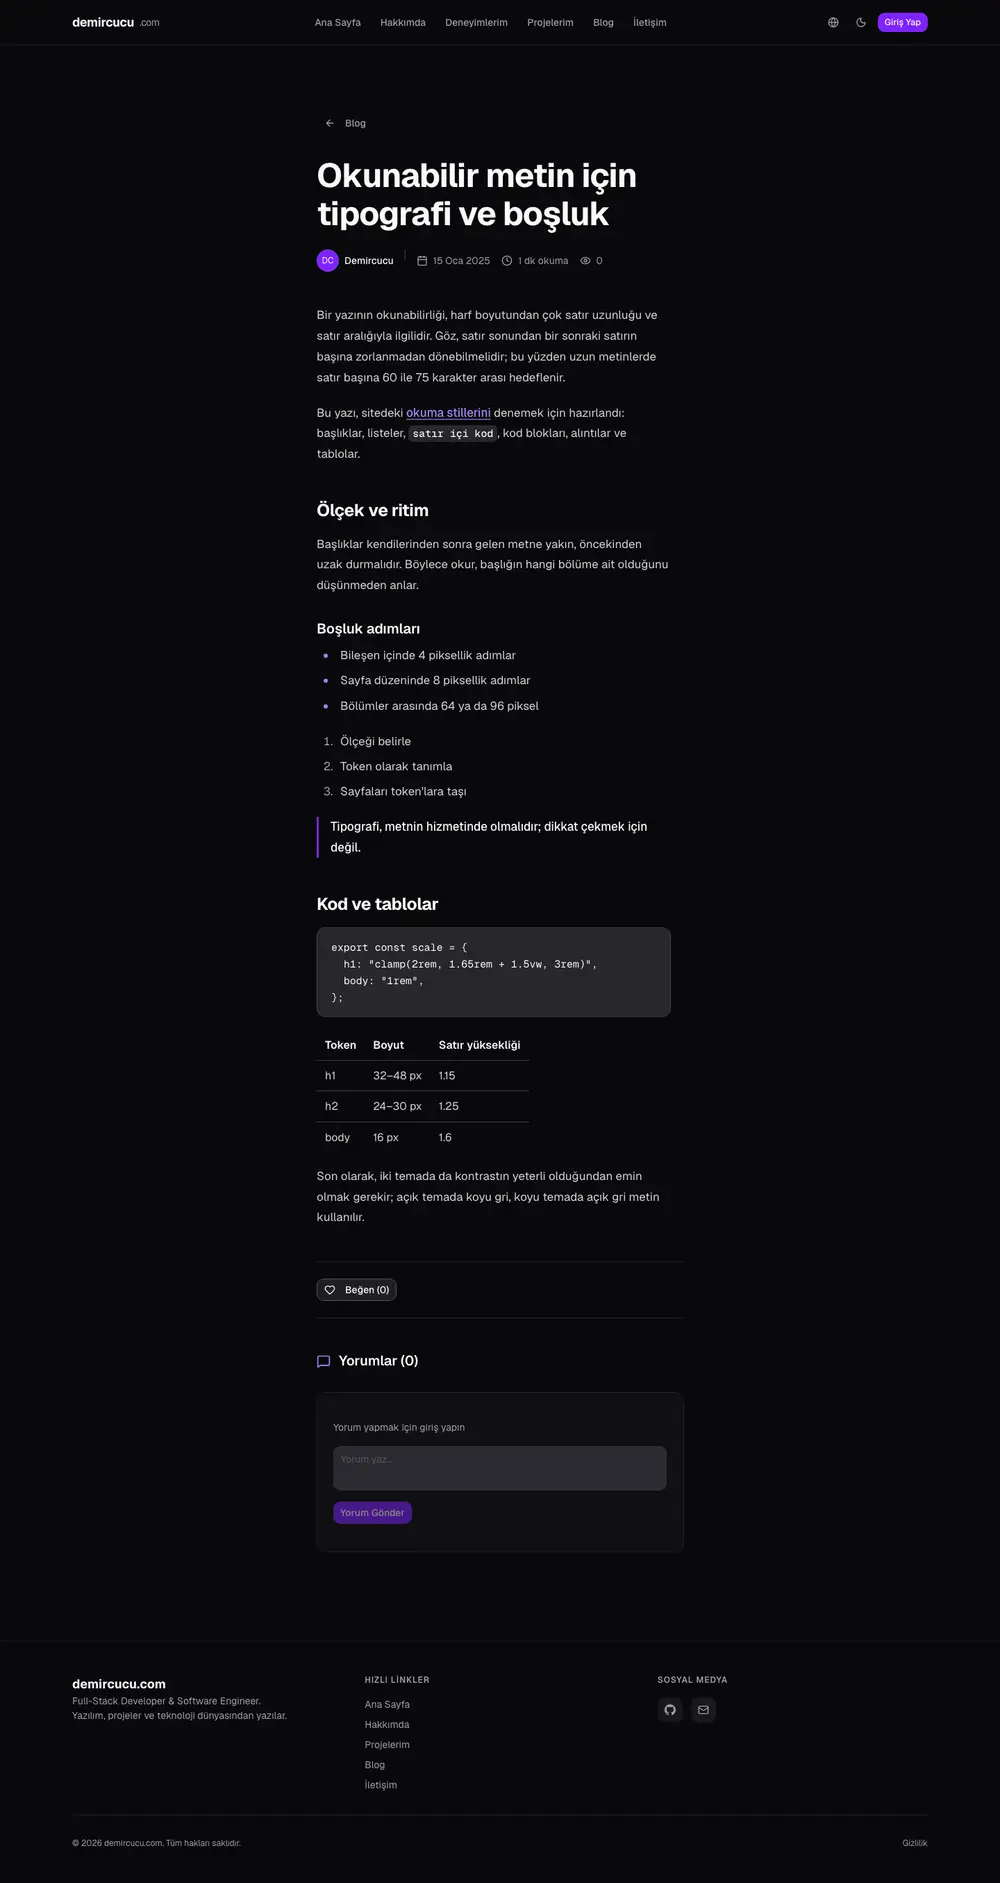 demircucu .com
Ana Sayfa Hakkımda Deneyimlerim Projelerim Blog İletişim
Giriş Yap
Blog
Okunabilir metin için
tipografi ve boşluk
DC Demircucu 15 Oca 2025 1 dk okuma 0
Bir yazının okunabilirliği, harf boyutundan çok satır uzunluğu ve
satır aralığıyla ilgilidir. Göz, satır sonundan bir sonraki satırın
başına zorlanmadan dönebilmelidir; bu yüzden uzun metinlerde
satır başına 60 ile 75 karakter arası hedeflenir.
Bu yazı, sitedeki okuma stillerini denemek için hazırlandı:
başlıklar, listeler, satır içi kod, kod blokları, alıntılar ve
tablolar.
Ölçek ve ritim
Başlıklar kendilerinden sonra gelen metne yakın, öncekinden
uzak durmalıdır. Böylece okur, başlığın hangi bölüme ait olduğunu
düşünmeden anlar.
Boşluk adımları
• Bileşen içinde 4 piksellik adımlar
• Sayfa düzeninde 8 piksellik adımlar
• Bölümler arasında 64 ya da 96 piksel
1. Ölçeği belirle
2. Token olarak tanımla
3. Sayfaları token'lara taşı
Tipografi, metnin hizmetinde olmalıdır; dikkat çekmek için
değil.
Kod ve tablolar
export const scale = {
h1: "clamp(2rem, 1.65rem + 1.5vw, 3rem)",
body: "1rem",
};
Token Boyut Satır yüksekliği
h1 32–48 px 1.15
h2 24–30 px 1.25
body 16 px 1.6
Son olarak, iki temada da kontrastın yeterli olduğundan emin
olmak gerekir; açık temada koyu gri, koyu temada açık gri metin
kullanılır.
Beğen (0)
Yorumlar (0)
Yorum yapmak için giriş yapın
Yorum yaz...
Yorum Gönder
demircucu.com
Full-Stack Developer & Software Engineer.
Yazılım, projeler ve teknoloji dünyasından yazılar.
HIZLI LİNKLER
Ana Sayfa
Hakkımda
Projelerim
Blog
İletişim
SOSYAL MEDYA
© 2026 demircucu.com. Tüm hakları saklıdır.
Gizlilik